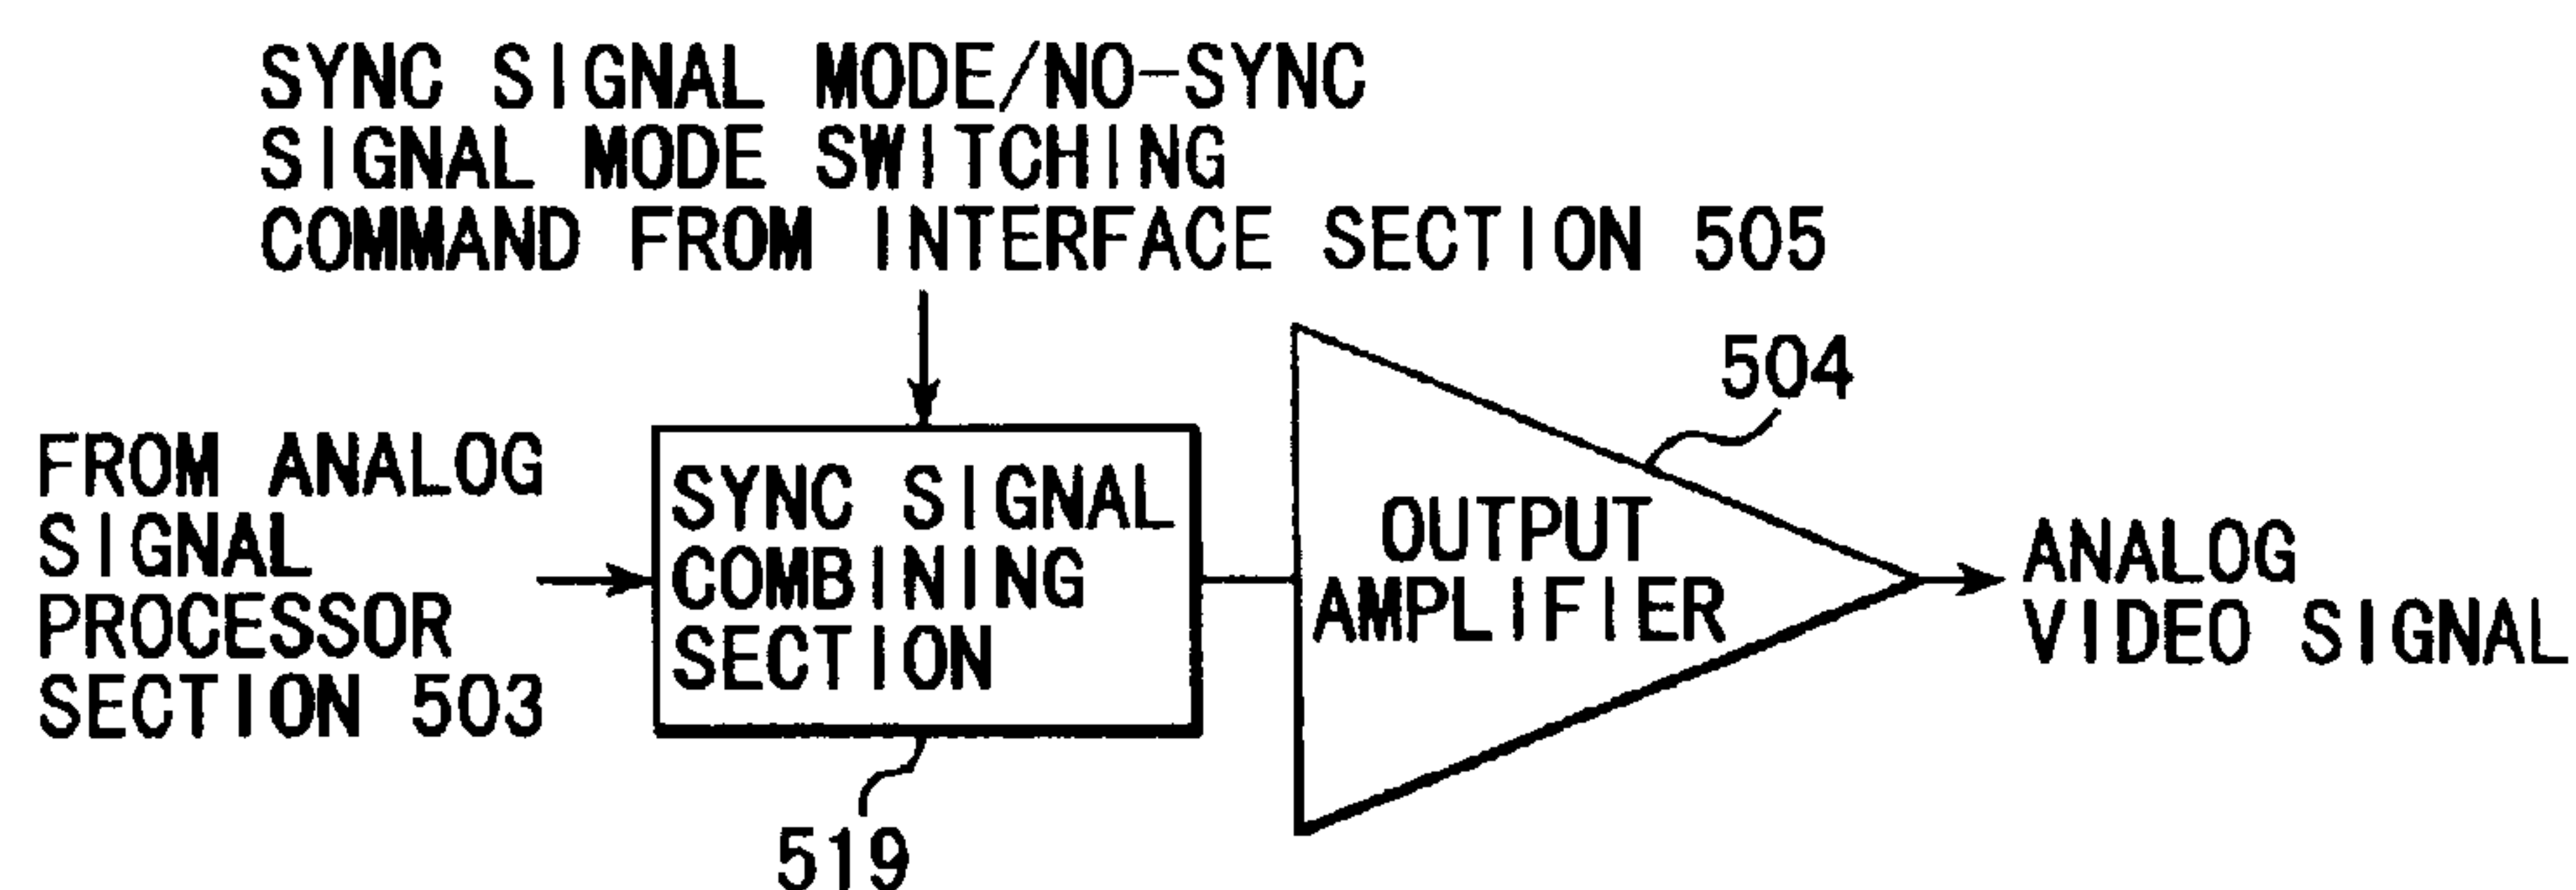 SYNC SIGNAL MODE/NO-SYNC
SIGNAL MODE SWITCHING
COMMAND FROM INTERFACE SECTION 505
504
FROM ANALOG
SIGNAL
PROCESSOR
SECTION 503
SYNC SIGNAL
COMBINING
SECTION
OUTPUT
AMPLIFIER
ANALOG
VIDEO SIGNAL
519